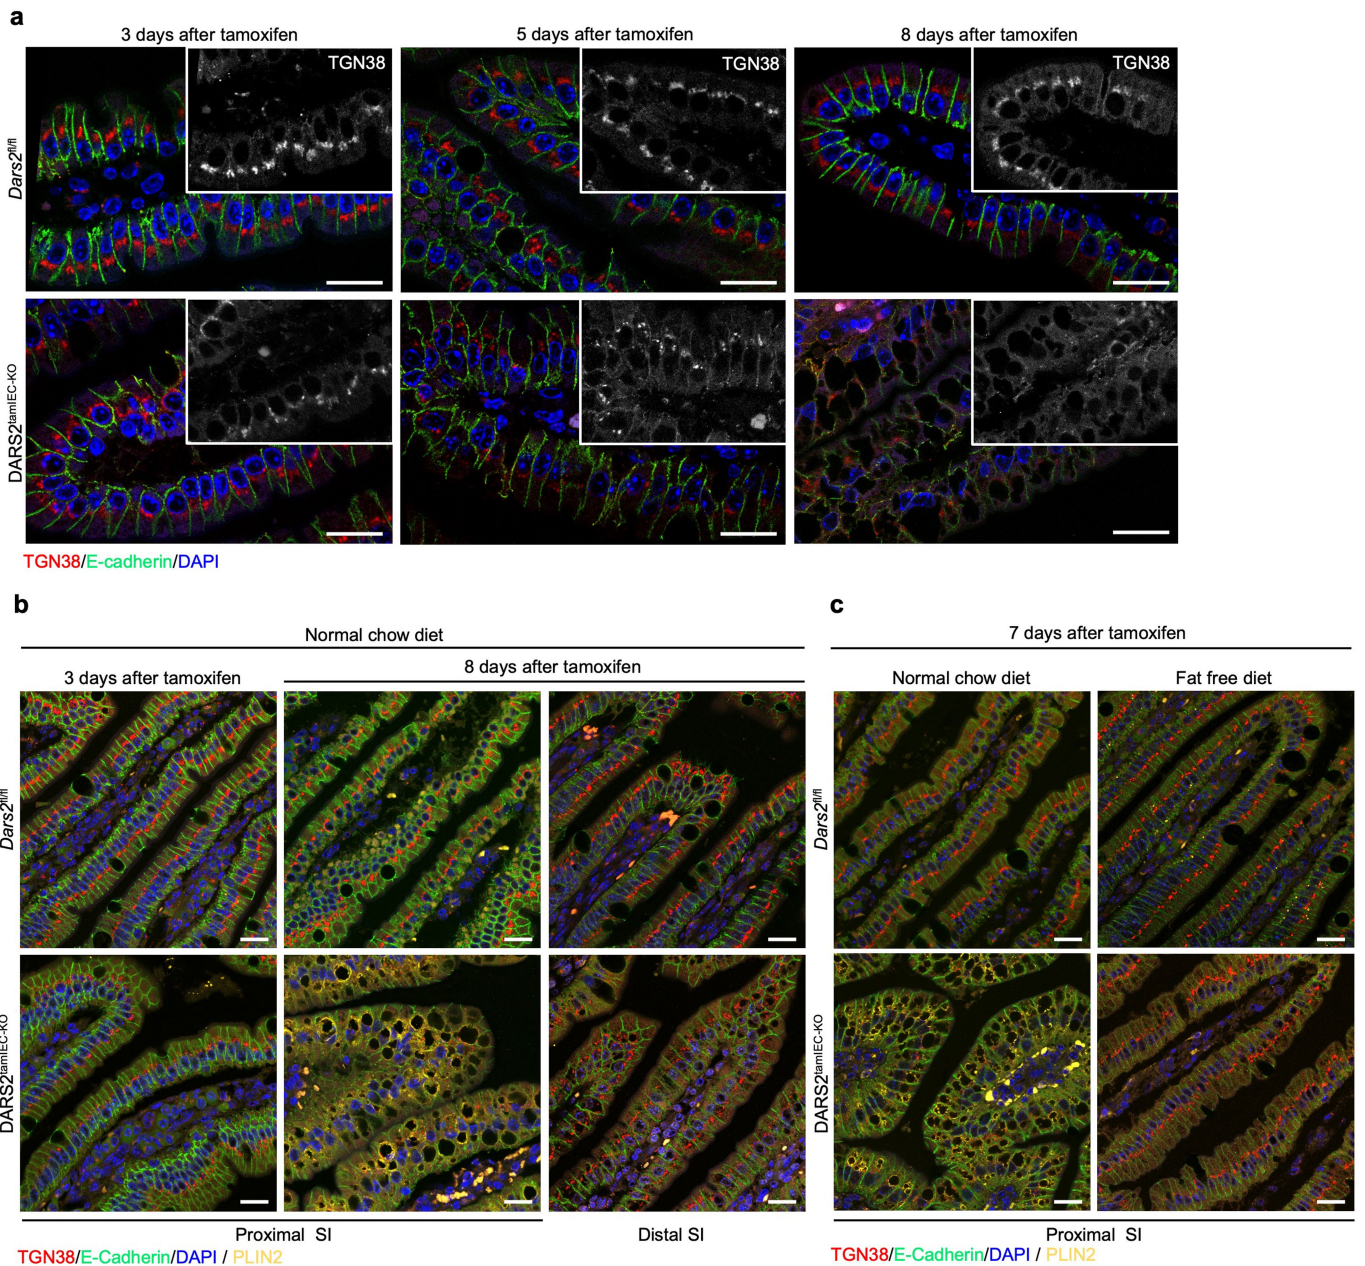 a
3 days after tamoxifen
5 days after tamoxifen
8 days after tamoxifen
TGN38
TGN38
TGN38
Dars2fl/fl
DARS2tamIEC-KO
TGN38/E-cadherin/DAPI
b
Normal chow diet
3 days after tamoxifen
8 days after tamoxifen
Dars2fl/fl
DARS2tamIEC-KO
Proximal SI
Distal SI
TGN38/E-Cadherin/DAPI / PLIN2
c
7 days after tamoxifen
Normal chow diet
Fat free diet
Dars2fl/fl
DARS2tamIEC-KO
Proximal SI
TGN38/E-Cadherin/DAPI / PLIN2